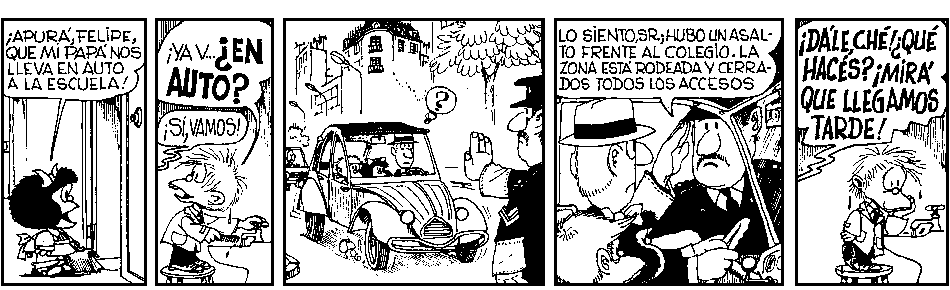 ¡APURÁ, FELIPE,
QUE MI PAPÁ NOS
LLEVA EN AUTO
A LA ESCUELA!
¡YA V... ¿EN
AUTO?
¡SÍ, VAMOS!
?
LO SIENTO, SR.; HUBO UN ASAL-
TO FRENTE AL COLEGIO. LA
ZONA ESTÁ RODEADA Y CERRA-
DOS TODOS LOS ACCESOS
¡DALE, CHÉ! ¿QUÉ
HACÉS? ¡MIRÁ
QUE LLEGAMOS
TARDE!